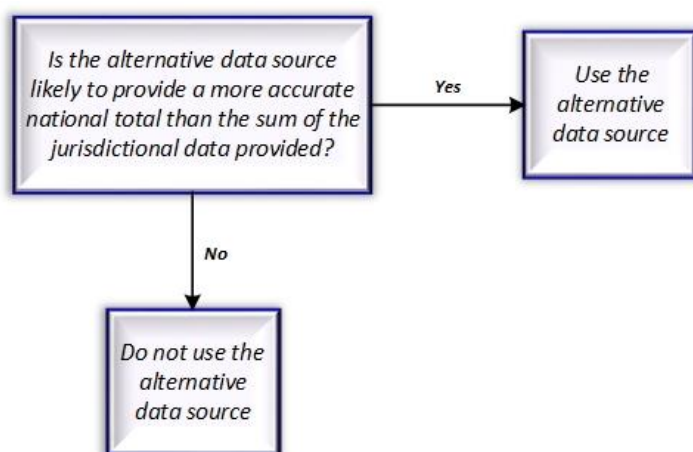 Is the alternative data source
likely to provide a more accurate
national total than the sum of the
jurisdictional data provided?
Yes
Use the
alternative
data source
No
Do not use the
alternative
data source